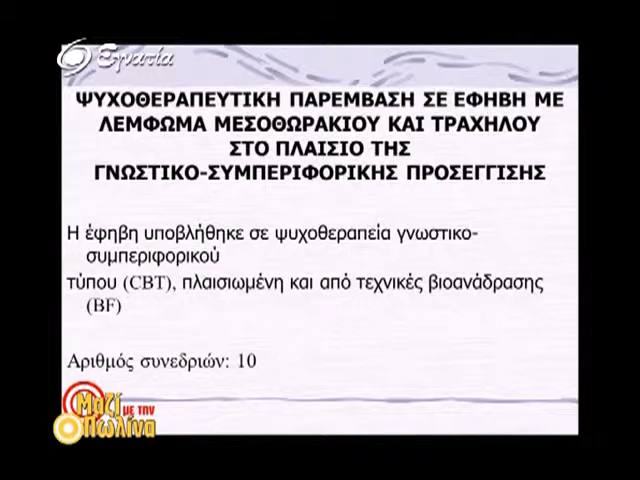 Εγνατία
ΨΥΧΟΘΕΡΑΠΕΥΤΙΚΗ ΠΑΡΕΜΒΑΣΗ ΣΕ ΕΦΗΒΗ ΜΕ
ΛΕΜΦΩΜΑ ΜΕΣΟΘΩΡΑΚΙΟΥ ΚΑΙ ΤΡΑΧΗΛΟΥ
ΣΤΟ ΠΛΑΙΣΙΟ ΤΗΣ
ΓΝΩΣΤΙΚΟ-ΣΥΜΠΕΡΙΦΟΡΙΚΗΣ ΠΡΟΣΕΓΓΙΣΗΣ
Η έφηβη υποβλήθηκε σε ψυχοθεραπεία γνωστικο-
συμπεριφορικού
τύπου (CBT), πλαισιωμένη και από τεχνικές βιοανάδρασης
(BF)
Αριθμός συνεδριών: 10
Μαζί
με την
Πωλίνα